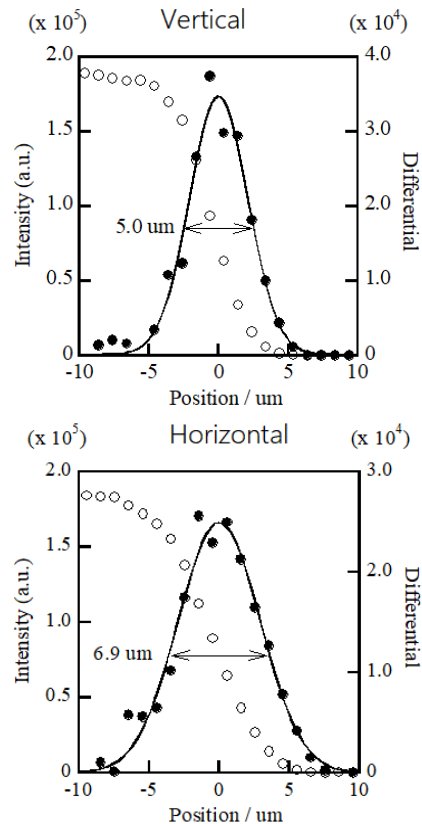 Vertical
(x 10⁵) (x 10⁴)
2.0 4.0
1.5 3.0
1.0 2.0
0.5 1.0
0 0
5.0 um
Intensity (a.u.)
Differential
-10 -5 0 5 10
Position / um
(x 10⁵) Horizontal (x 10⁴)
2.0 3.0
1.5
2.0
1.0
1.0
0.5
0 0
6.9 um
Intensity (a.u.)
Differential
-10 -5 0 5 10
Position / um